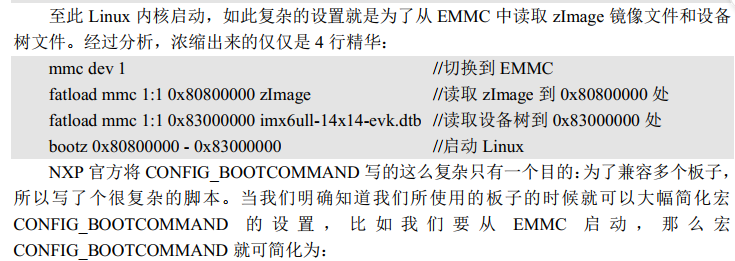 至此 Linux 内核启动，如此复杂的设置就是为了从 EMMC 中读取 zImage 镜像文件和设备
树文件。经过分析，浓缩出来的仅仅是 4 行精华：
mmc dev 1 //切换到 EMMC
fatload mmc 1:1 0x80800000 zImage //读取 zImage 到 0x80800000 处
fatload mmc 1:1 0x83000000 imx6ull-14x14-evk.dtb //读取设备树到 0x83000000 处
bootz 0x80800000 - 0x83000000 //启动 Linux
NXP 官方将 CONFIG_BOOTCOMMAND 写的这么复杂只有一个目的：为了兼容多个板子，
所以写了个很复杂的脚本。当我们明确知道我们所使用的板子的时候就可以大幅简化宏
CONFIG_BOOTCOMMAND 的设置，比如我们要从 EMMC 启动，那么宏
CONFIG_BOOTCOMMAND 就可简化为：